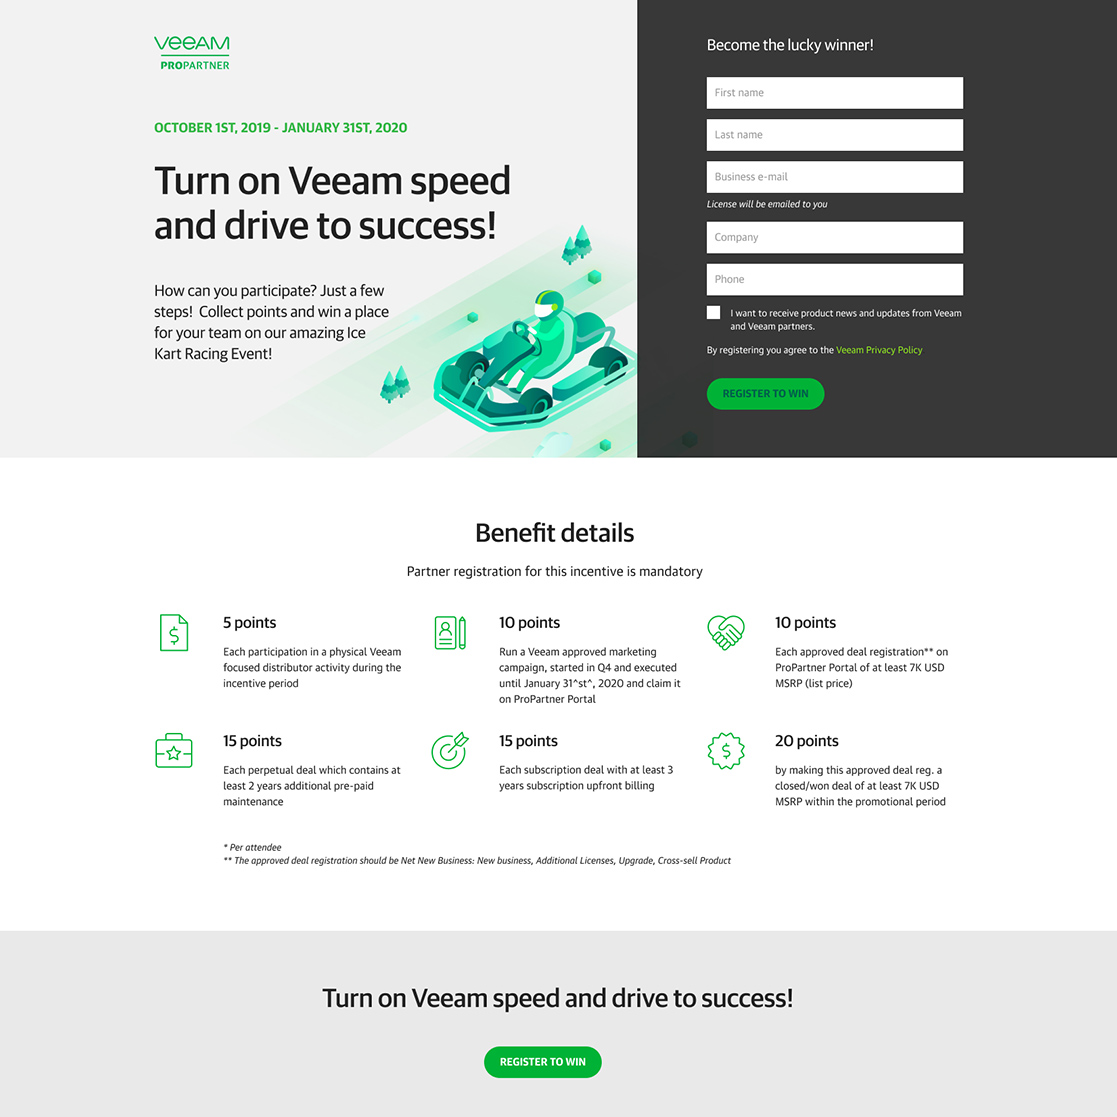 VEEAM
PROPARTNER
OCTOBER 1ST, 2019 - JANUARY 31ST, 2020
Turn on Veeam speed
and drive to success!
How can you participate? Just a few
steps! Collect points and win a place
for your team on our amazing Ice
Kart Racing Event!
Become the lucky winner!
First name
Last name
Business e-mail
License will be emailed to you
Company
Phone
I want to receive product news and updates from Veeam
and Veeam partners.
By registering you agree to the Veeam Privacy Policy
REGISTER TO WIN
Benefit details
Partner registration for this incentive is mandatory
5 points
Each participation in a physical Veeam
focused distributor activity during the
incentive period
10 points
Run a Veeam approved marketing
campaign, started in Q4 and executed
until January 31^st^, 2020 and claim it
on ProPartner Portal
10 points
Each approved deal registration** on
ProPartner Portal of at least 7K USD
MSRP (list price)
15 points
Each perpetual deal which contains at
least 2 years additional pre-paid
maintenance
15 points
Each subscription deal with at least 3
years subscription upfront billing
20 points
by making this approved deal reg. a
closed/won deal of at least 7K USD
MSRP within the promotional period
* Per attendee
** The approved deal registration should be Net New Business: New business, Additional Licenses, Upgrade, Cross-sell Product
Turn on Veeam speed and drive to success!
REGISTER TO WIN